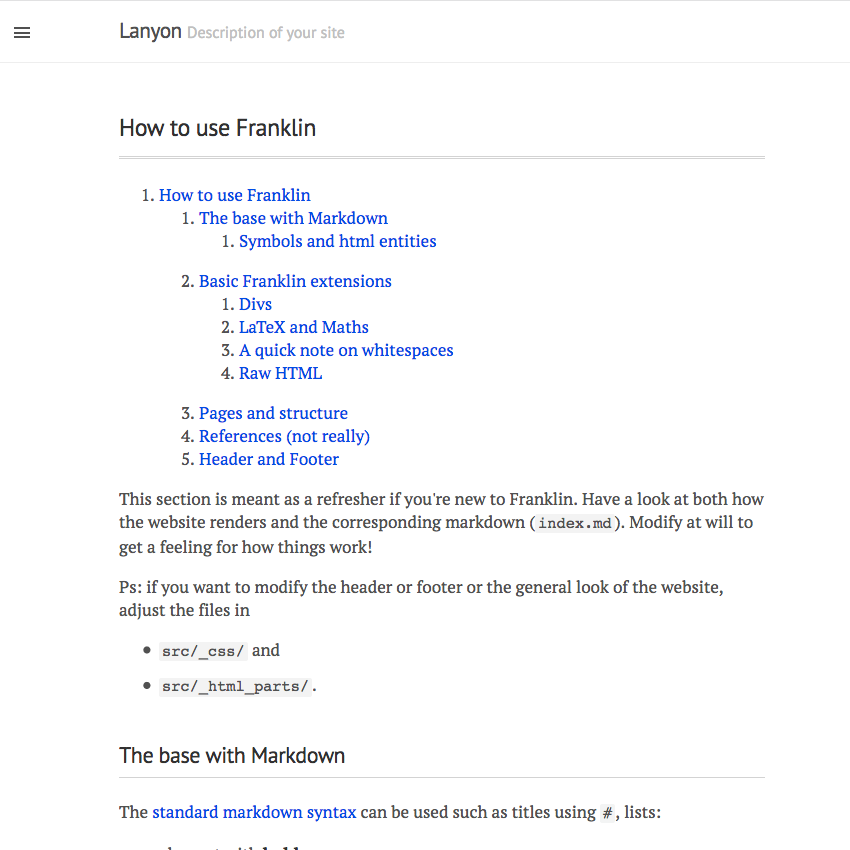 Lanyon Description of your site
How to use Franklin
1. How to use Franklin
1. The base with Markdown
1. Symbols and html entities
2. Basic Franklin extensions
1. Divs
2. LaTeX and Maths
3. A quick note on whitespaces
4. Raw HTML
3. Pages and structure
4. References (not really)
5. Header and Footer
This section is meant as a refresher if you're new to Franklin. Have a look at both how
the website renders and the corresponding markdown (index.md). Modify at will to
get a feeling for how things work!
Ps: if you want to modify the header or footer or the general look of the website,
adjust the files in
• src/_css/ and
• src/_html_parts/.
The base with Markdown
The standard markdown syntax can be used such as titles using #, lists: